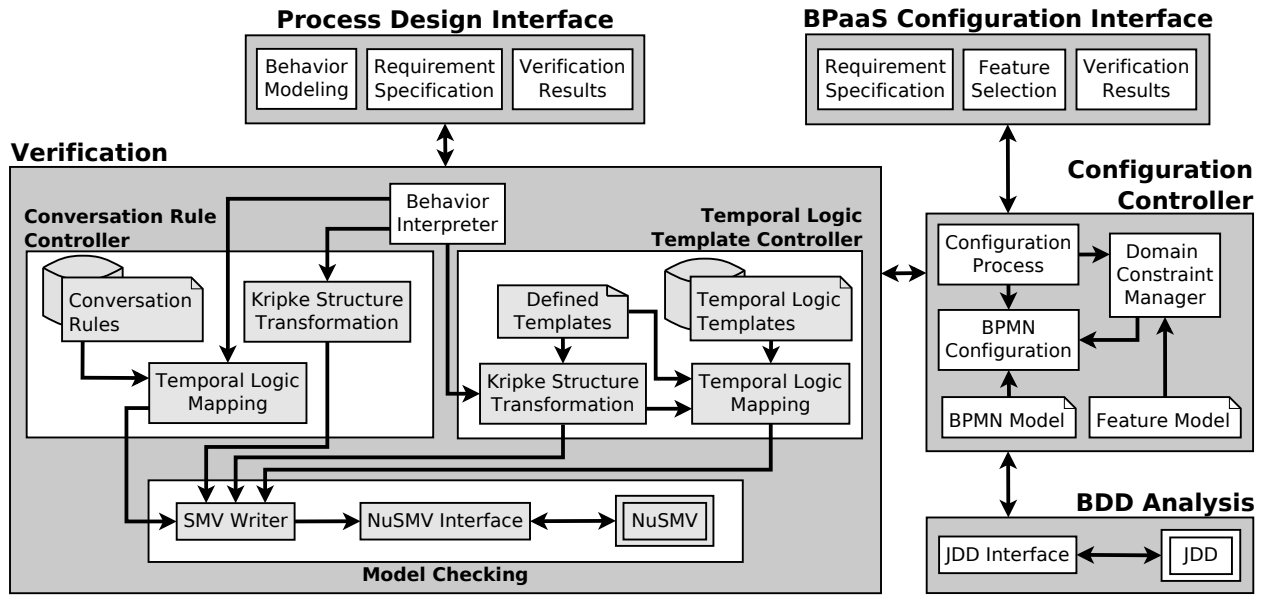 Process Design Interface
Behavior
Modeling
Requirement
Specification
Verification
Results
BPaaS Configuration Interface
Requirement
Specification
Feature
Selection
Verification
Results
Verification
Behavior
Interpreter
Conversation Rule
Controller
Conversation
Rules
Kripke Structure
Transformation
Temporal Logic
Mapping
Temporal Logic
Template Controller
Defined
Templates
Temporal Logic
Templates
Kripke Structure
Transformation
Temporal Logic
Mapping
SMV Writer
NuSMV Interface
NuSMV
Model Checking
Configuration
Controller
Configuration
Process
Domain
Constraint
Manager
BPMN
Configuration
BPMN Model
Feature Model
BDD Analysis
JDD Interface
JDD